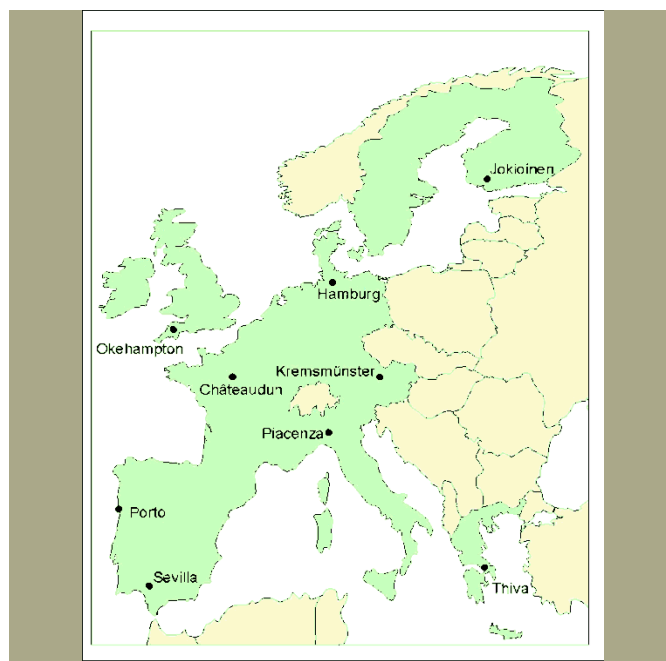 Jokioinen
Hamburg
Okehampton
Châteaudun
Kremsmünster
Piacenza
Porto
Sevilla
Thiva